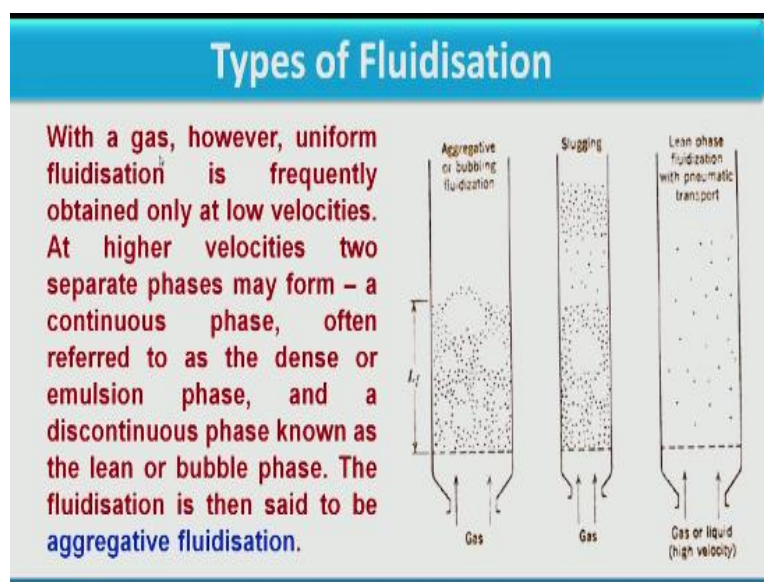 Types of Fluidisation
With a gas, however, uniform
fluidisation is frequently
obtained only at low velocities.
At higher velocities two
separate phases may form – a
continuous phase, often
referred to as the dense or
emulsion phase, and a
discontinuous phase known as
the lean or bubble phase. The
fluidisation is then said to be
aggregative fluidisation.
Aggregative
or bubbling
fluidization
Lf
Gas
Slugging
Gas
Lean phase
fluidization
with pneumatic
transport
Gas or liquid
(high velocity)